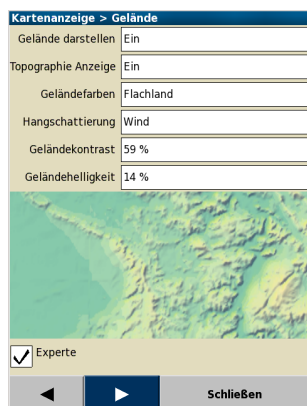 Kartenanzeige > Gelände
Gelände darstellen Ein
Topographie Anzeige Ein
Geländefarben Flachland
Hangschattierung Wind
Geländekontrast 59 %
Geländehelligkeit 14 %
Experte
Schließen